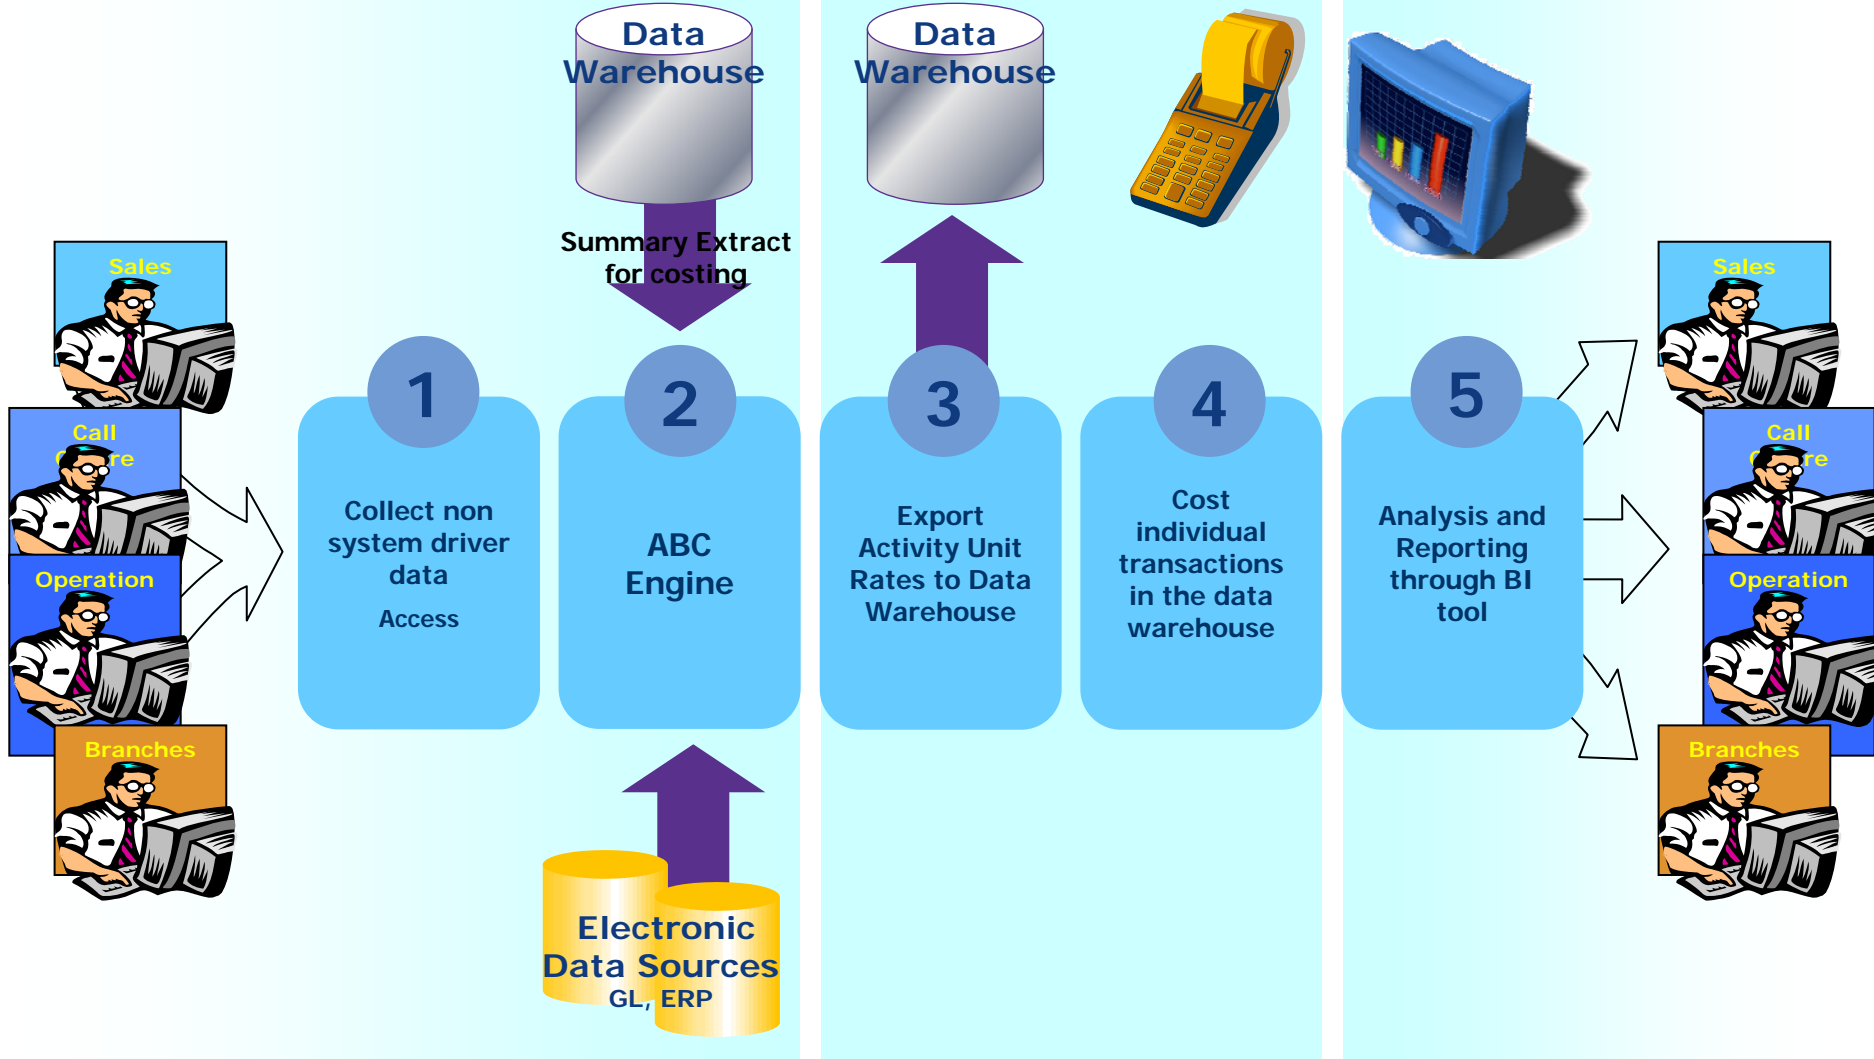 Data
Warehouse
Summary Extract
for costing
Data
Warehouse
Sales
Call
re
Operation
Branches
1
Collect non
system driver
data
Access
2
ABC
Engine
3
Export
Activity Unit
Rates to Data
Warehouse
4
Cost
individual
transactions
in the data
warehouse
5
Analysis and
Reporting
through BI
tool
Electronic
Data Sources
GL, ERP
Sales
Call
re
Operation
Branches